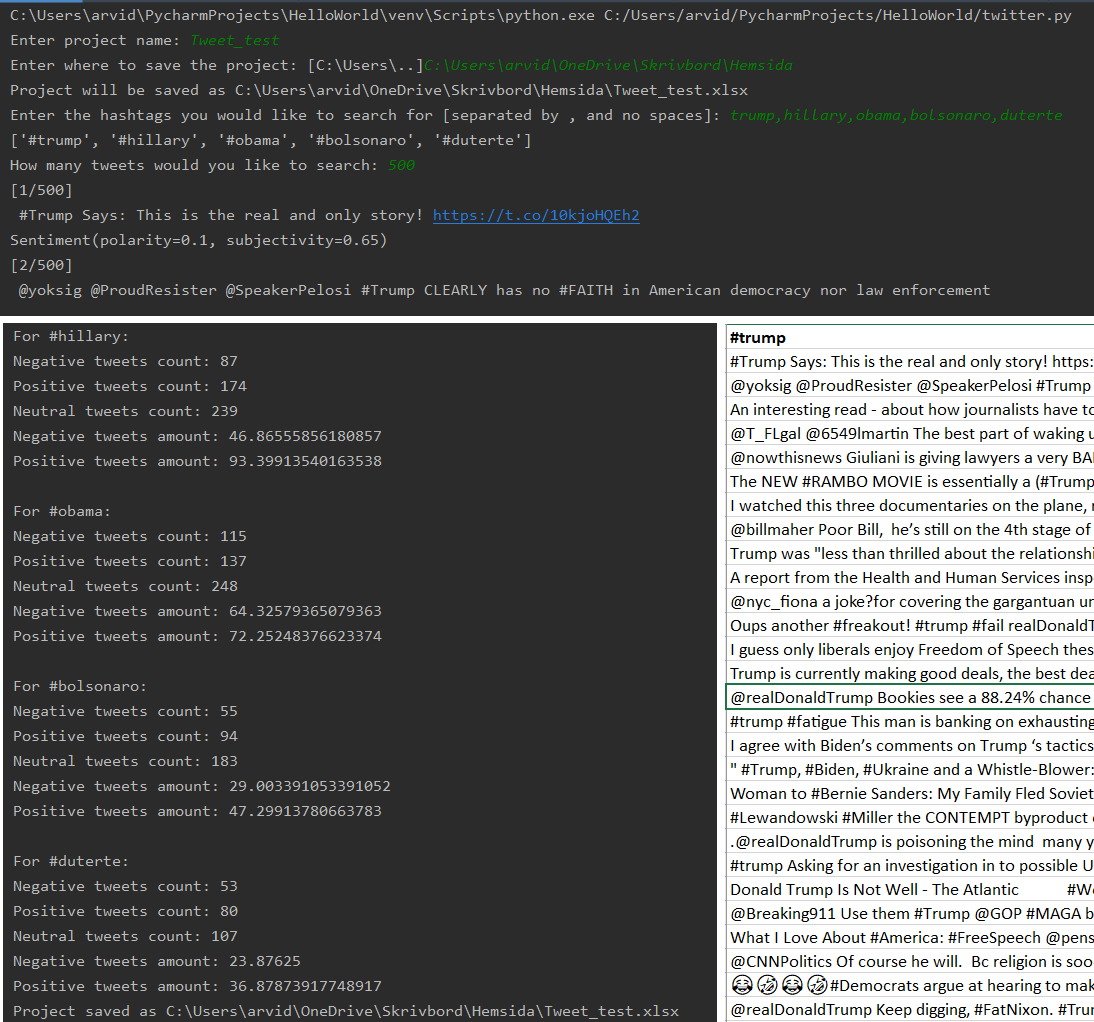 C:\Users\arvid\PycharmProjects\HelloWorld\venv\Scripts\python.exe C:/Users/arvid/PycharmProjects/HelloWorld/twitter.py
Enter project name: Tweet_test
Enter where to save the project: [C:\Users\..]C:\Users\arvid\OneDrive\Skrivbord\Hemsida
Project will be saved as C:\Users\arvid\OneDrive\Skrivbord\Hemsida\Tweet_test.xlsx
Enter the hashtags you would like to search for [separated by , and no spaces]: trump,hillary,obama,bolsonaro,duterte
['#trump', '#hillary', '#obama', '#bolsonaro', '#duterte']
How many tweets would you like to search: 500
[1/500]
#Trump Says: This is the real and only story! https://t.co/10kjoHQEh2
Sentiment(polarity=0.1, subjectivity=0.65)
[2/500]
@yoksig @ProudResister @SpeakerPelosi #Trump CLEARLY has no #FAITH in American democracy nor law enforcement
For #hillary:
Negative tweets count: 87
Positive tweets count: 174
Neutral tweets count: 239
Negative tweets amount: 46.86555856180857
Positive tweets amount: 93.39913540163538
For #obama:
Negative tweets count: 115
Positive tweets count: 137
Neutral tweets count: 248
Negative tweets amount: 64.32579365079363
Positive tweets amount: 72.25248376623374
For #bolsonaro:
Negative tweets count: 55
Positive tweets count: 94
Neutral tweets count: 183
Negative tweets amount: 29.003391053391052
Positive tweets amount: 47.29913780663783
For #duterte:
Negative tweets count: 53
Positive tweets count: 80
Neutral tweets count: 107
Negative tweets amount: 23.87625
Positive tweets amount: 36.87873917748917
Project saved as C:\Users\arvid\OneDrive\Skrivbord\Hemsida\Tweet_test.xlsx
#trump
#Trump Says: This is the real and only story! https:
@yoksig @ProudResister @SpeakerPelosi #Trump
An interesting read - about how journalists have to
@T_FLgal @6549lmartin The best part of waking u
@nowthisnews Giuliani is giving lawyers a very BA
The NEW #RAMBO MOVIE is essentially a (#Trump
I watched this three documentaries on the plane,
@billmaher Poor Bill, he's still on the 4th stage of
Trump was "less than thrilled about the relationshi
A report from the Health and Human Services insp
@nyc_fiona a joke?for covering the gargantuan un
Oups another #freakout! #trump #fail realDonaldT
I guess only liberals enjoy Freedom of Speech thes
Trump is currently making good deals, the best dea
@realDonaldTrump Bookies see a 88.24% chance
#trump #fatigue This man is banking on exhausting
I agree with Biden’s comments on Trump ‘s tactics
" #Trump, #Biden, #Ukraine and a Whistle-Blower:
Woman to #Bernie Sanders: My Family Fled Soviet
#Lewandowski #Miller the CONTEMPT byproduct
.@realDonaldTrump is poisoning the mind many y
#trump Asking for an investigation in to possible U
Donald Trump Is Not Well - The Atlantic #We
@Breaking911 Use them #Trump @GOP #MAGA b
What I Love About #America: #FreeSpeech @pens
@CNNPolitics Of course he will. Bc religion is soo
😂🤣😂🤣#Democrats argue at hearing to mak
@realDonaldTrump Keep digging, #FatNixon. #Tru